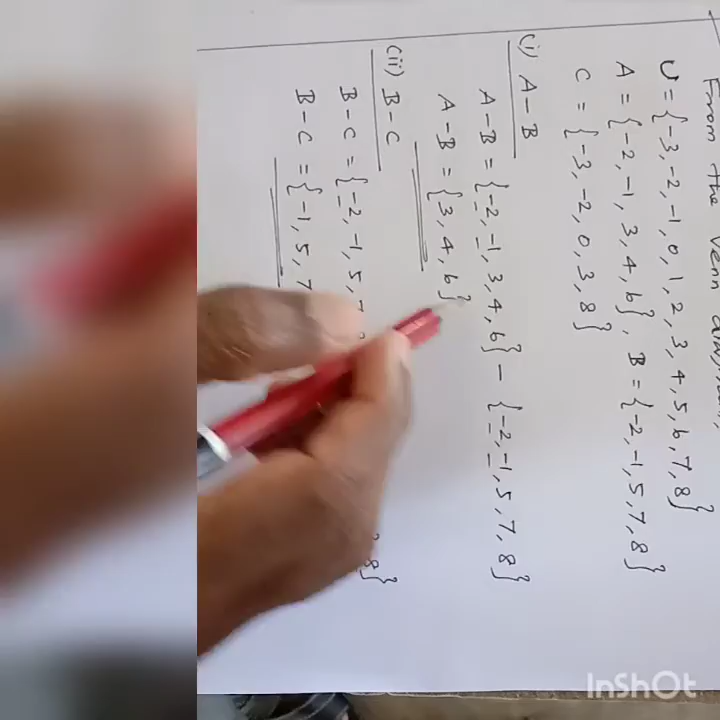 From the Venn
U = {-3, -2, -1, 0, 1, 2, 3, 4, 5, 6, 7, 8}
A = {-2, -1, 3, 4, 6}, B = {-2, -1, 5, 7, 8}
C = {-3, -2, 0, 3, 8}
(i) A - B
A - B = {-2, -1, 3, 4, 6} - {-2, -1, 5, 7, 8}
A - B = {3, 4, 6}
(ii) B - C
B - C = {-2, -1, 5, 7 8}
B - C = {-1, 5, 7
InShOt